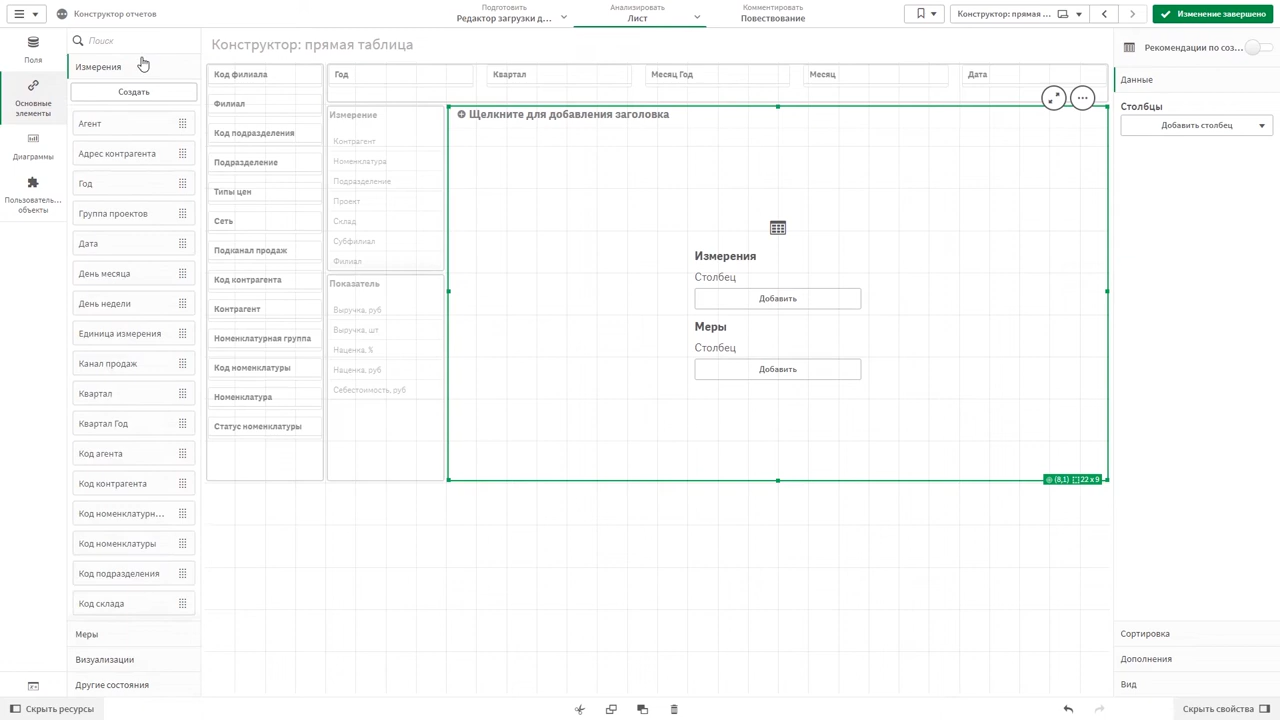 Конструктор отчетов
Подготовить
Редактор загрузки д...
Анализировать
Лист
Комментировать
Повествование
Конструктор: прямая ...
Изменение завершено
Поля
Основные элементы
Диаграммы
Пользователь... объекты
Поиск
Измерения
Создать
Агент
Адрес контрагента
Год
Группа проектов
Дата
День месяца
День недели
Единица измерения
Канал продаж
Квартал
Квартал Год
Код агента
Код контрагента
Код номенклатурн...
Код номенклатуры
Код подразделения
Код склада
Меры
Визуализации
Другие состояния
Скрыть ресурсы
Конструктор: прямая таблица
Код филиала
Филиал
Код подразделения
Подразделение
Типы цен
Сеть
Подканал продаж
Код контрагента
Контрагент
Номенклатурная группа
Код номенклатуры
Номенклатура
Статус номенклатуры
Год
Квартал
Месяц Год
Месяц
Дата
Измерение
Контрагент
Номенклатура
Подразделение
Проект
Склад
Субфилиал
Филиал
Показатель
Выручка, руб
Выручка, шт
Наценка, %
Наценка, руб
Себестоимость, руб
Щелкните для добавления заголовка
Измерения
Столбец
Добавить
Меры
Столбец
Добавить
(8,1) 22 x 9
Рекомендации по соз...
Данные
Столбцы
Добавить столбец
Сортировка
Дополнения
Вид
Скрыть свойства